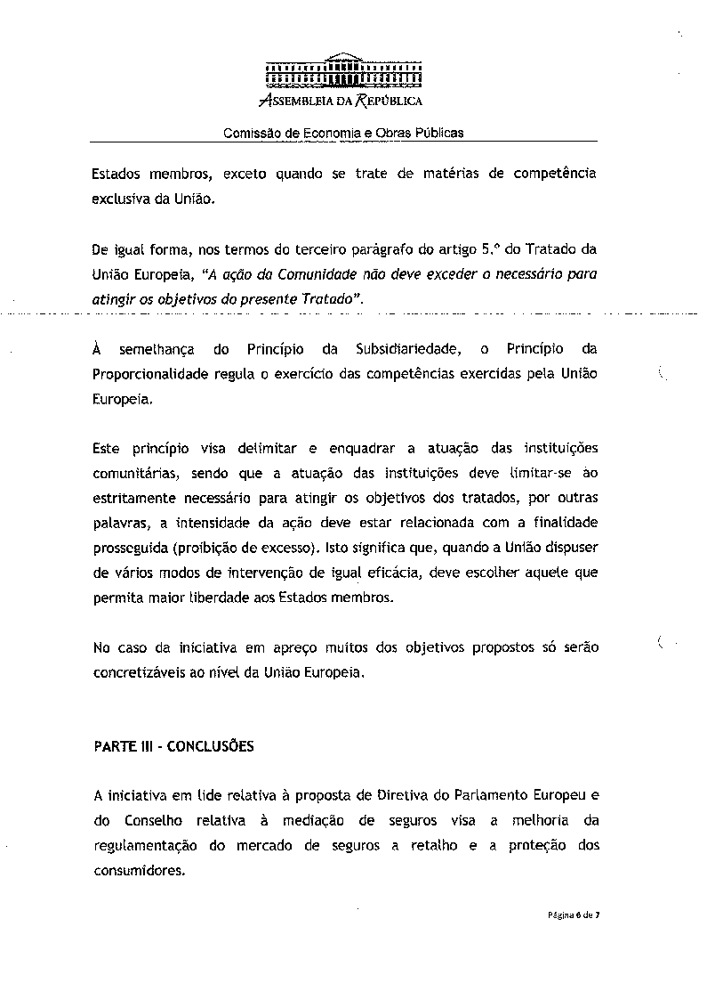 ASSEMBLEIA DA REPÚBLICA
Comissão de Economia e Obras Públicas
Estados membros, exceto quando se trate de matérias de competência
exclusiva da União.
De igual forma, nos termos do terceiro parágrafo do artigo 5.º do Tratado da
União Europeia, “A ação da Comunidade não deve exceder o necessário para
atingir os objetivos do presente Tratado”.
À semelhança do Princípio da Subsidiariedade, o Princípio da
Proporcionalidade regula o exercício das competências exercidas pela União
Europeia.
Este princípio visa delimitar e enquadrar a atuação das instituições
comunitárias, sendo que a atuação das instituições deve limitar-se ao
estritamente necessário para atingir os objetivos dos tratados, por outras
palavras, a intensidade da ação deve estar relacionada com a finalidade
prosseguida (proibição de excesso). Isto significa que, quando a União dispuser
de vários modos de intervenção de igual eficácia, deve escolher aquele que
permita maior liberdade aos Estados membros.
No caso da iniciativa em apreço muitos dos objetivos propostos só serão
concretizáveis ao nível da União Europeia.
PARTE III - CONCLUSÕES
A iniciativa em lide relativa à proposta de Diretiva do Parlamento Europeu e
do Conselho relativa à mediação de seguros visa a melhoria da
regulamentação do mercado de seguros a retalho e a proteção dos
consumidores.
Página 6 de 7